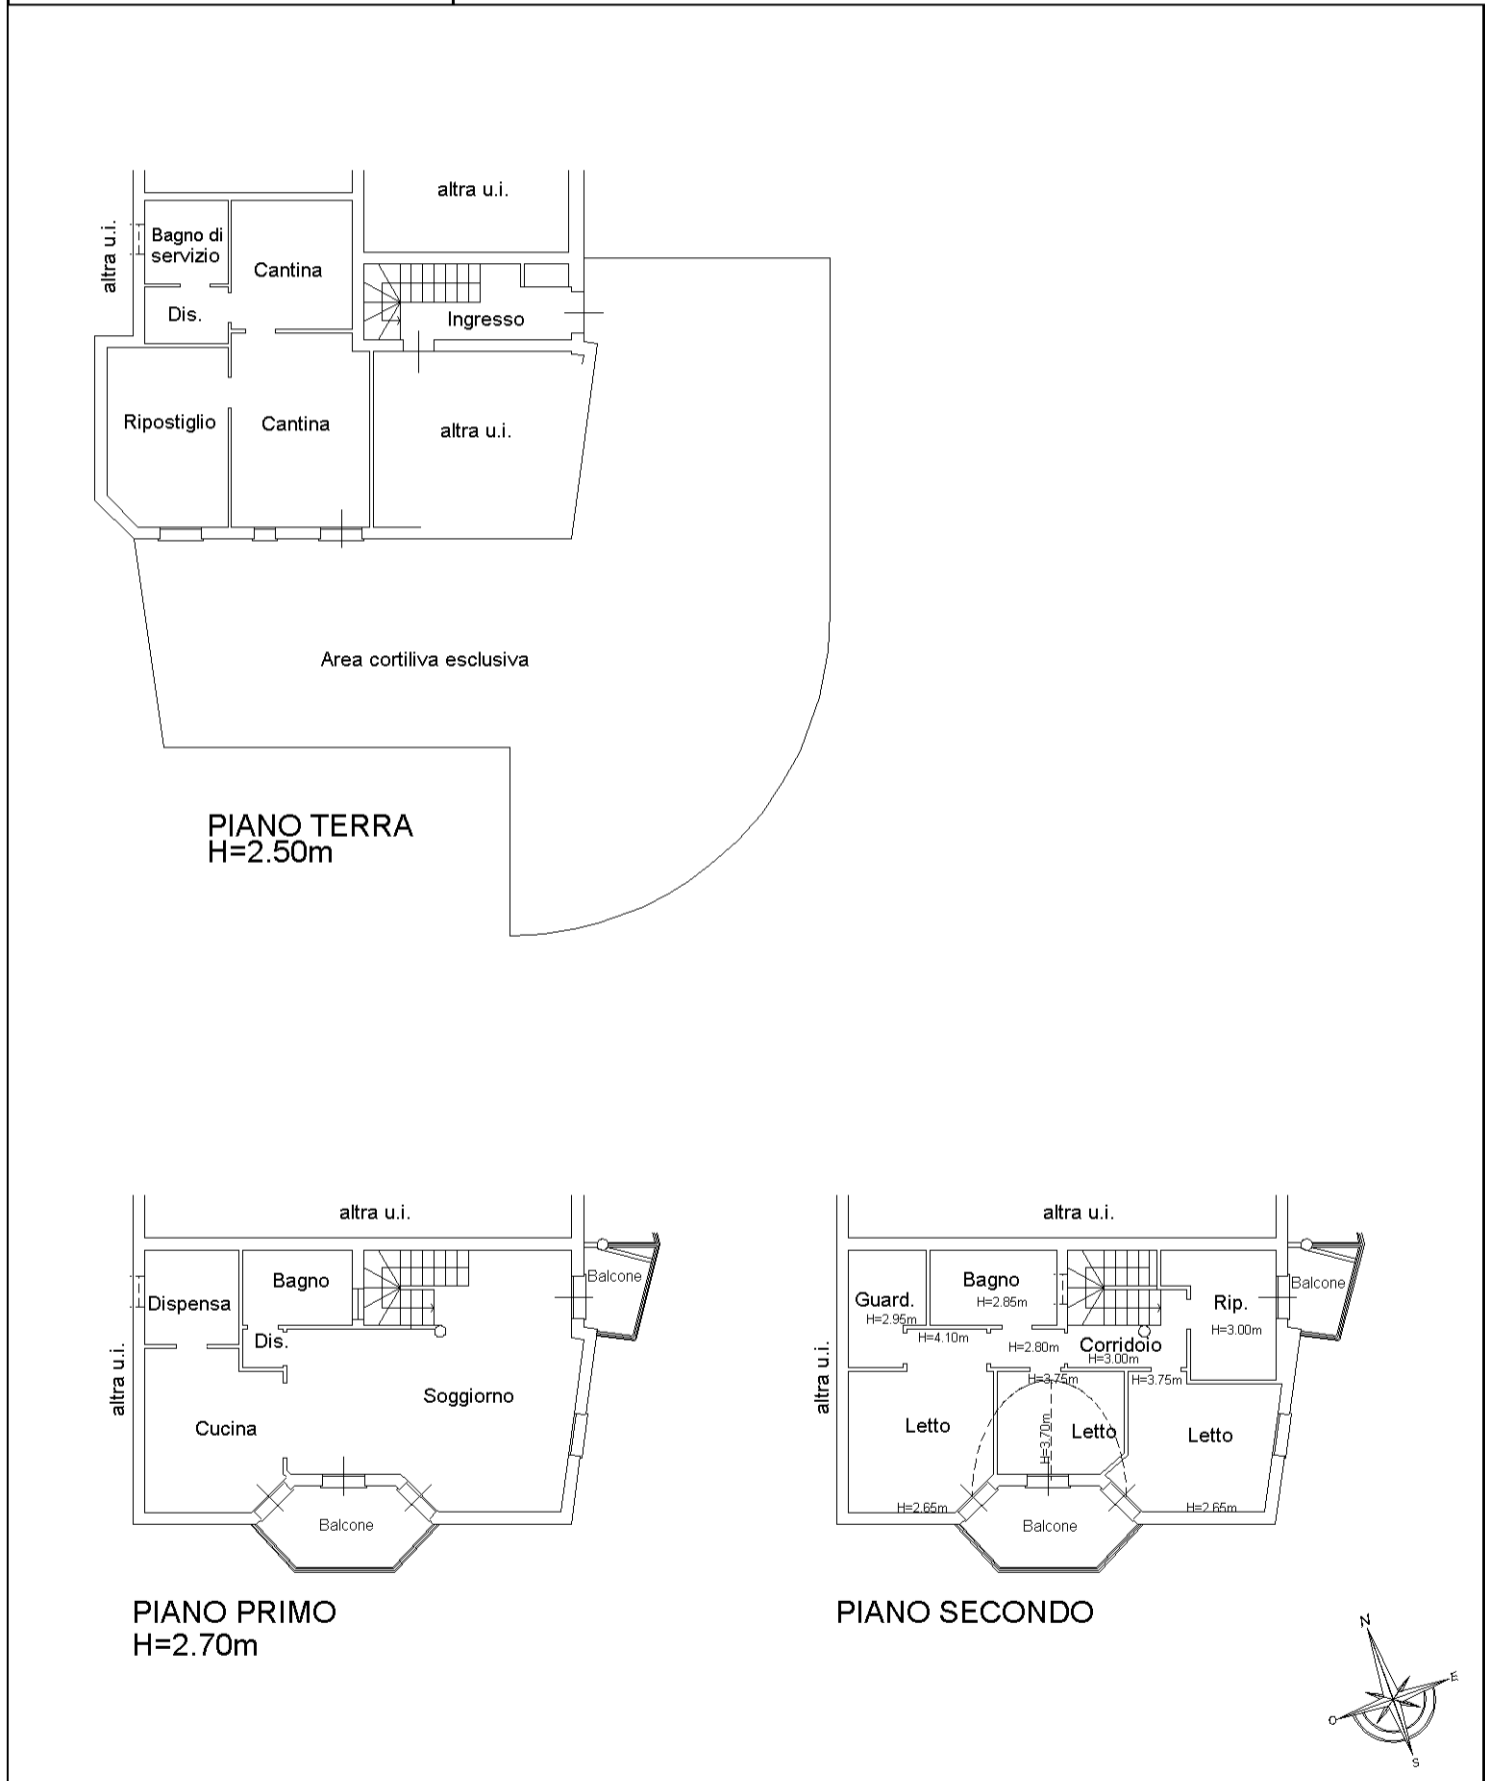 altra u.i.
altra u.i.
Bagno di
servizio
Cantina
Dis.
Ingresso
Ripostiglio
Cantina
altra u.i.
Area cortiliva esclusiva
PIANO TERRA
H=2.50m
altra u.i.
Balcone
Bagno
Dispensa
Dis.
altra u.i.
Soggiorno
Cucina
Balcone
PIANO PRIMO
H=2.70m
altra u.i.
Balcone
Bagno
H=2.85m
Guard.
H=2.95m
Rip.
H=3.00m
H=4.10m
H=2.80m
Corridoio
H=3.00m
H=3.75m
H=3.75m
altra u.i.
Letto
H=3.70m
Letto
Letto
H=2.65m
H=2.65m
Balcone
PIANO SECONDO
N
E
O
S